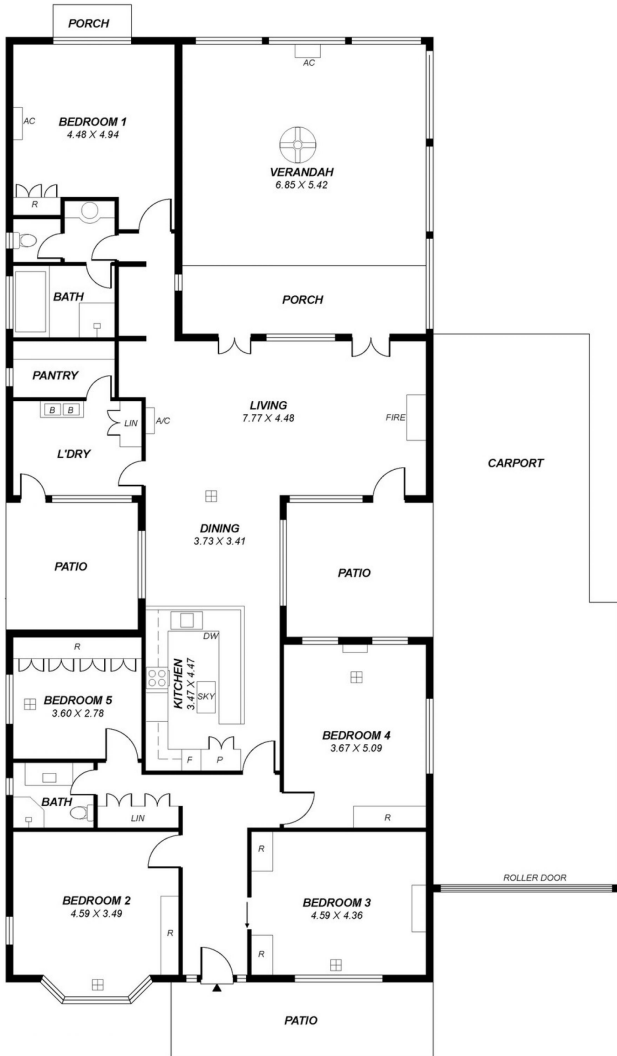 PORCH
AC
BEDROOM 1
4.48 X 4.94
AC
VERANDAH
6.85 X 5.42
R
BATH
PORCH
PANTRY
B B
LIN
A/C
LIVING
7.77 X 4.48
FIRE
L'DRY
CARPORT
DINING
3.73 X 3.41
PATIO
PATIO
DW
KITCHEN
3.47 X 4.47
SKY
F
P
R
BEDROOM 5
3.60 X 2.78
BEDROOM 4
3.67 X 5.09
R
BATH
LIN
ROLLER DOOR
BEDROOM 2
4.59 X 3.49
R
R
BEDROOM 3
4.59 X 4.36
R
PATIO